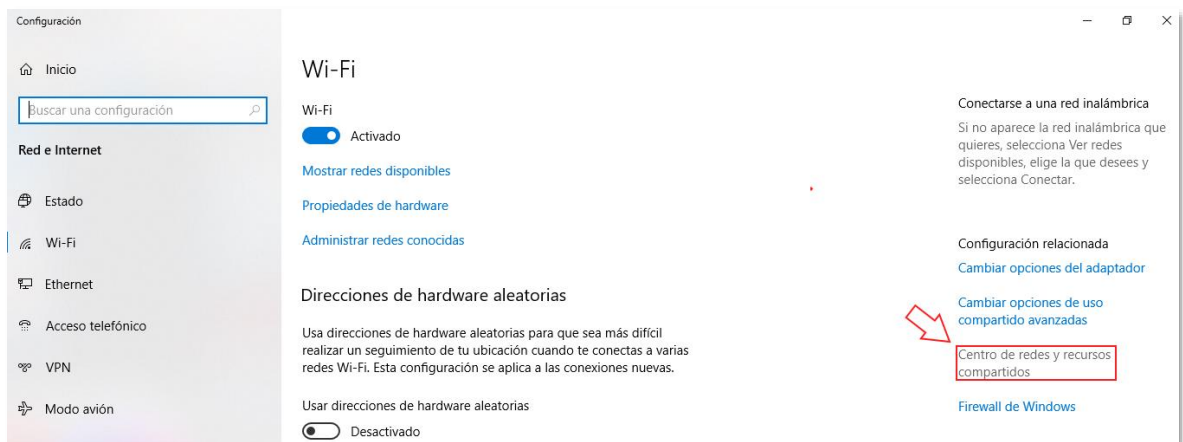 Configuración
Inicio
Buscar una configuración
Red e Internet
Estado
Wi-Fi
Ethernet
Acceso telefónico
VPN
Modo avión
Wi-Fi
Wi-Fi
Activado
Mostrar redes disponibles
Propiedades de hardware
Administrar redes conocidas
Direcciones de hardware aleatorias
Usa direcciones de hardware aleatorias para que sea más difícil
realizar un seguimiento de tu ubicación cuando te conectas a varias
redes Wi-Fi. Esta configuración se aplica a las conexiones nuevas.
Usar direcciones de hardware aleatorias
Desactivado
Conectarse a una red inalámbrica
Si no aparece la red inalámbrica que
quieres, selecciona Ver redes
disponibles, elige la que desees y
selecciona Conectar.
Configuración relacionada
Cambiar opciones del adaptador
Cambiar opciones de uso
compartido avanzadas
Centro de redes y recursos
compartidos
Firewall de Windows